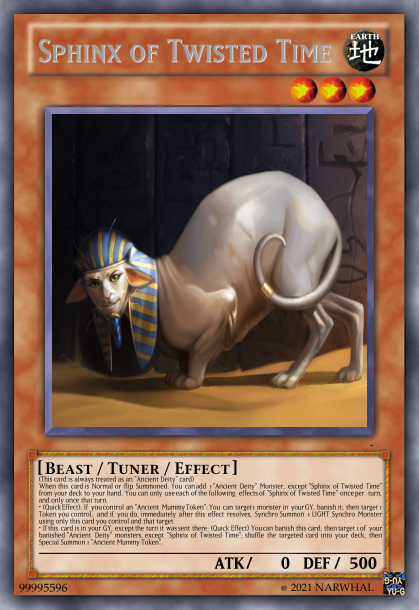 SPHINX OF TWISTED TIME
EARTH
地
-
[BEAST / TUNER / EFFECT]
(This card is always treated as an "Ancient Deity" card)
When this card is Normal or flip Summoned: You can add 1 "Ancient Deity" Monster, except "Sphinx of Twisted Time"
from your deck to your hand. You can only use each of the following effects of "Sphinx of Twisted Time" once per turn,
and only once that turn.
• (Quick Effect): If you control an "Ancient Mummy Token": You can target 1 monster in your GY, banish it; then target 1
Token you control, and if you do, immediately after this effect resolves, Synchro Summon 1 LIGHT Synchro Monster
using only this card you control and that target.
• If this card is in your GY, except the turn it was sent there: (Quick Effect) You can banish this card, then target 1 of your
banished "Ancient Deity" monsters, except "Sphinx of Twisted Time"; shuffle the targeted card into your deck, then
Special Summon 1 "Ancient Mummy Token".
ATK/ 0 DEF/ 500
99995596
© 2021 NARWHAL
YU-G